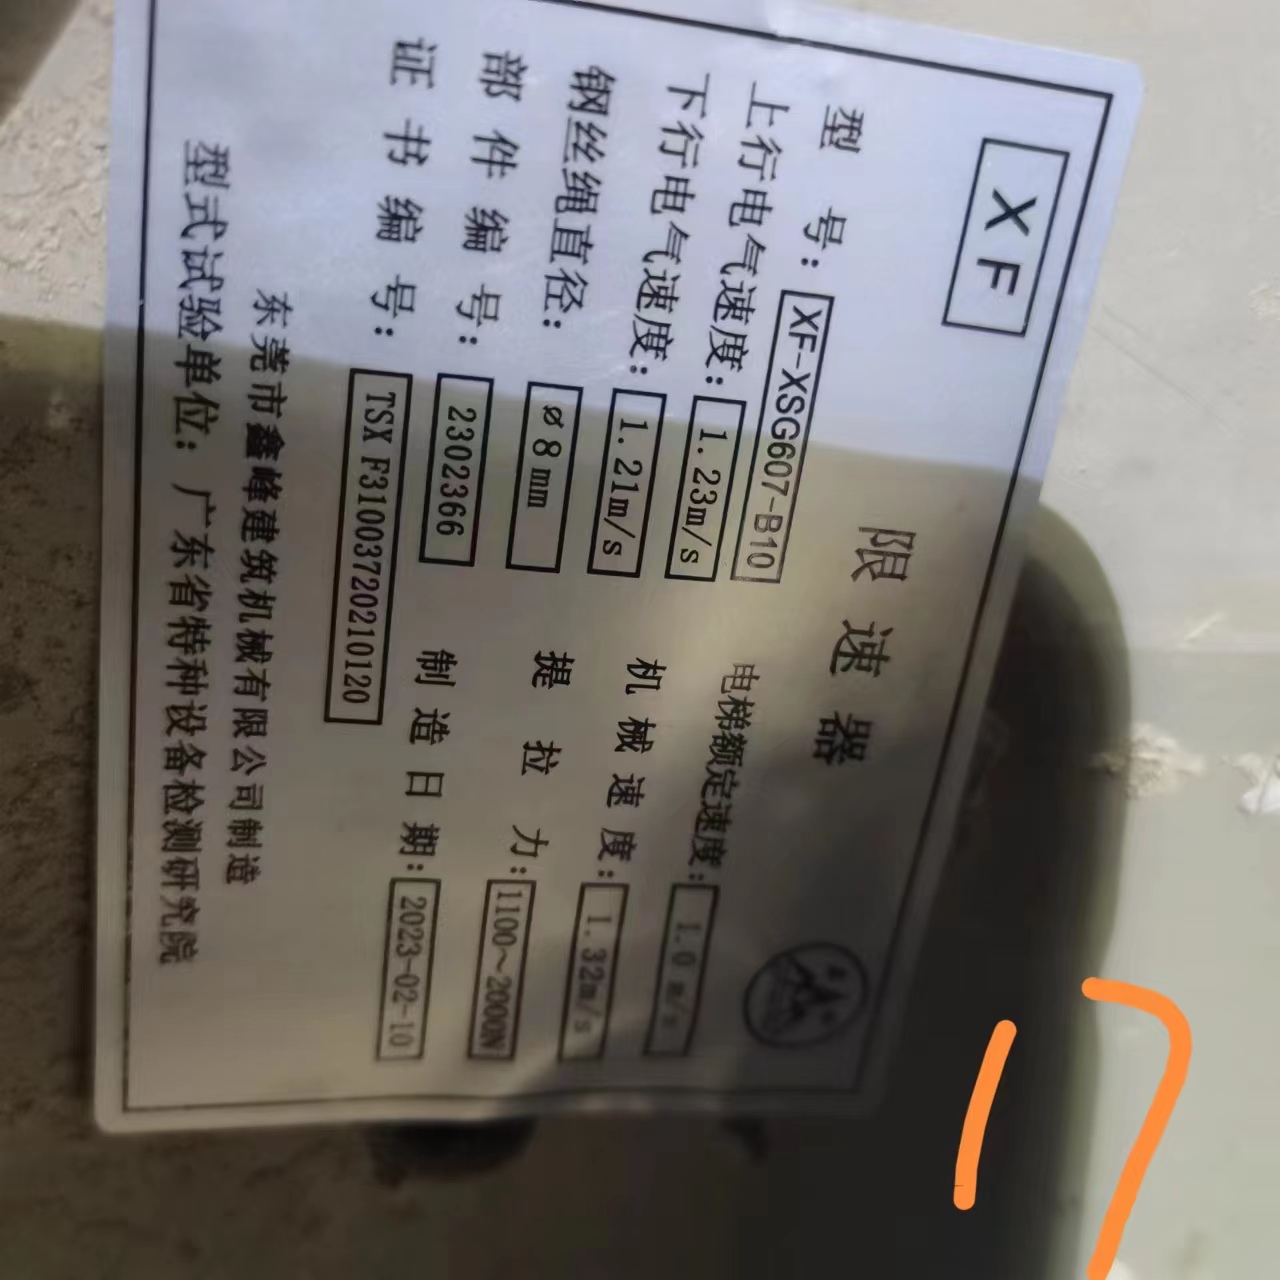 XF
限速器
型号：XF-XSG607-B10
上行电气速度：1.23m/s 电梯额定速度：1.0 m/s
下行电气速度：1.21m/s 机械速度：1.32m/s
钢丝绳直径：ø8mm 提拉力：1100～2000N
部件编号：2302366 制造日期：2023-02-10
证书编号：TSX F31003720210120
东莞市鑫峰建筑机械有限公司制造
型式试验单位：广东省特种设备检测研究院
17